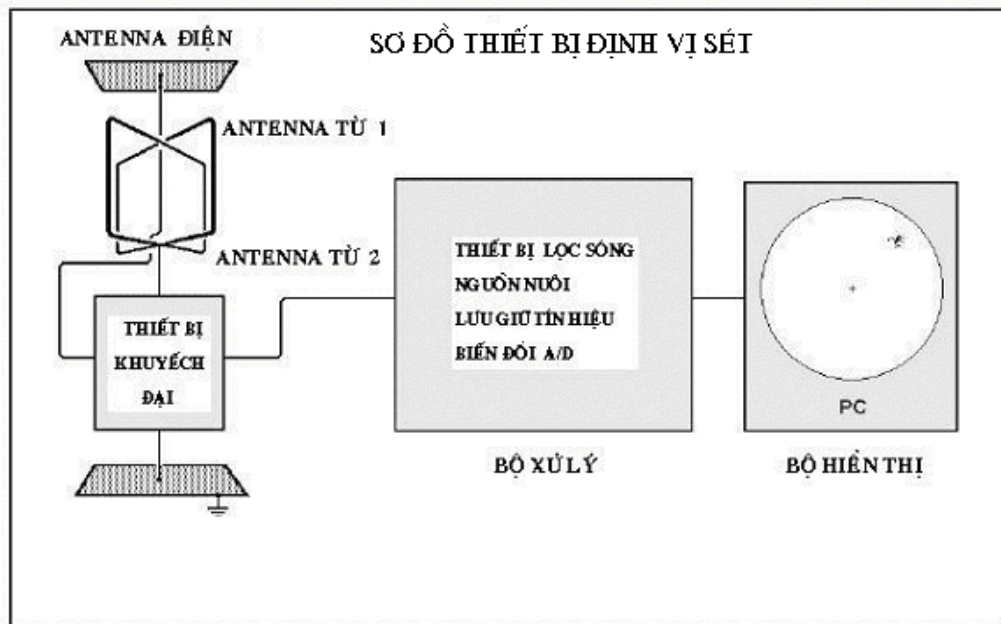 ANTENNA ĐIỆN
SƠ ĐỒ THIẾT BỊ ĐỊNH VỊ SÉT
ANTENNA TỪ 1
ANTENNA TỪ 2
THIẾT BỊ
KHUYẾCH
ĐẠI
THIẾT BỊ LỌC SÓNG
NGUỒN NUÔI
LƯU GIỮ TÍN HIỆU
BIẾN ĐỔI A/D
PC
BỘ XỬ LÝ
BỘ HIỂN THỊ